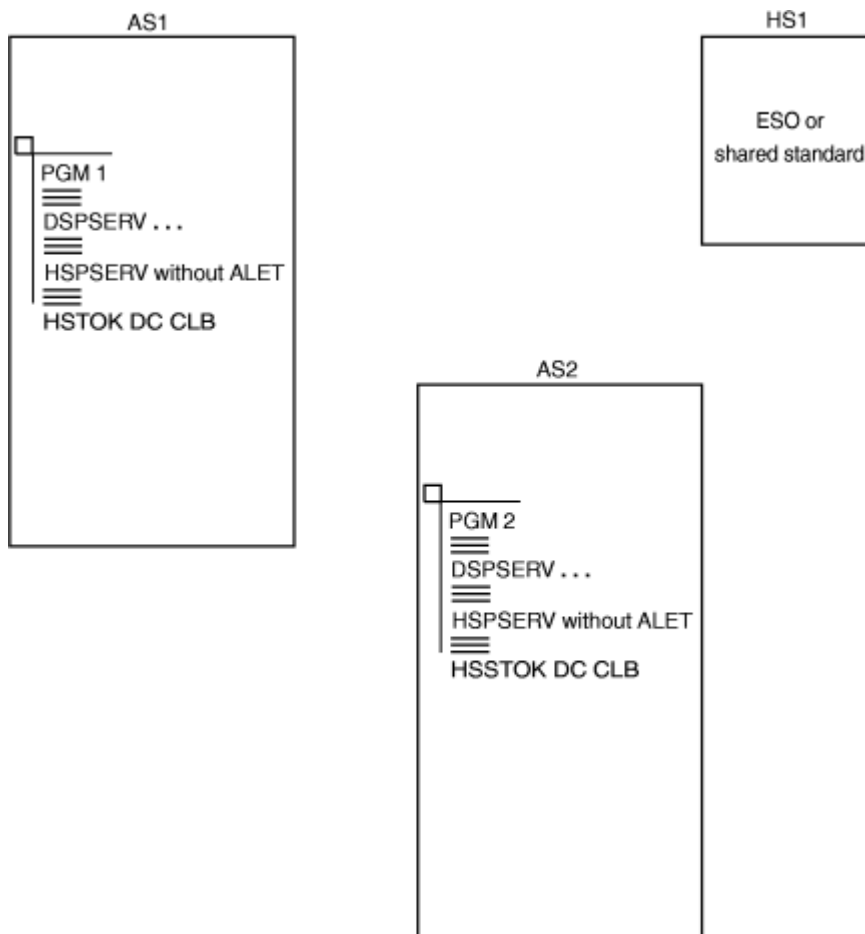 AS1
PGM 1
DSPSERV . . .
HSPSERV without ALET
HSTOK DC CLB
HS1
ESO or
shared standard
AS2
PGM 2
DSPSERV . . .
HSPSERV without ALET
HSSTOK DC CLB